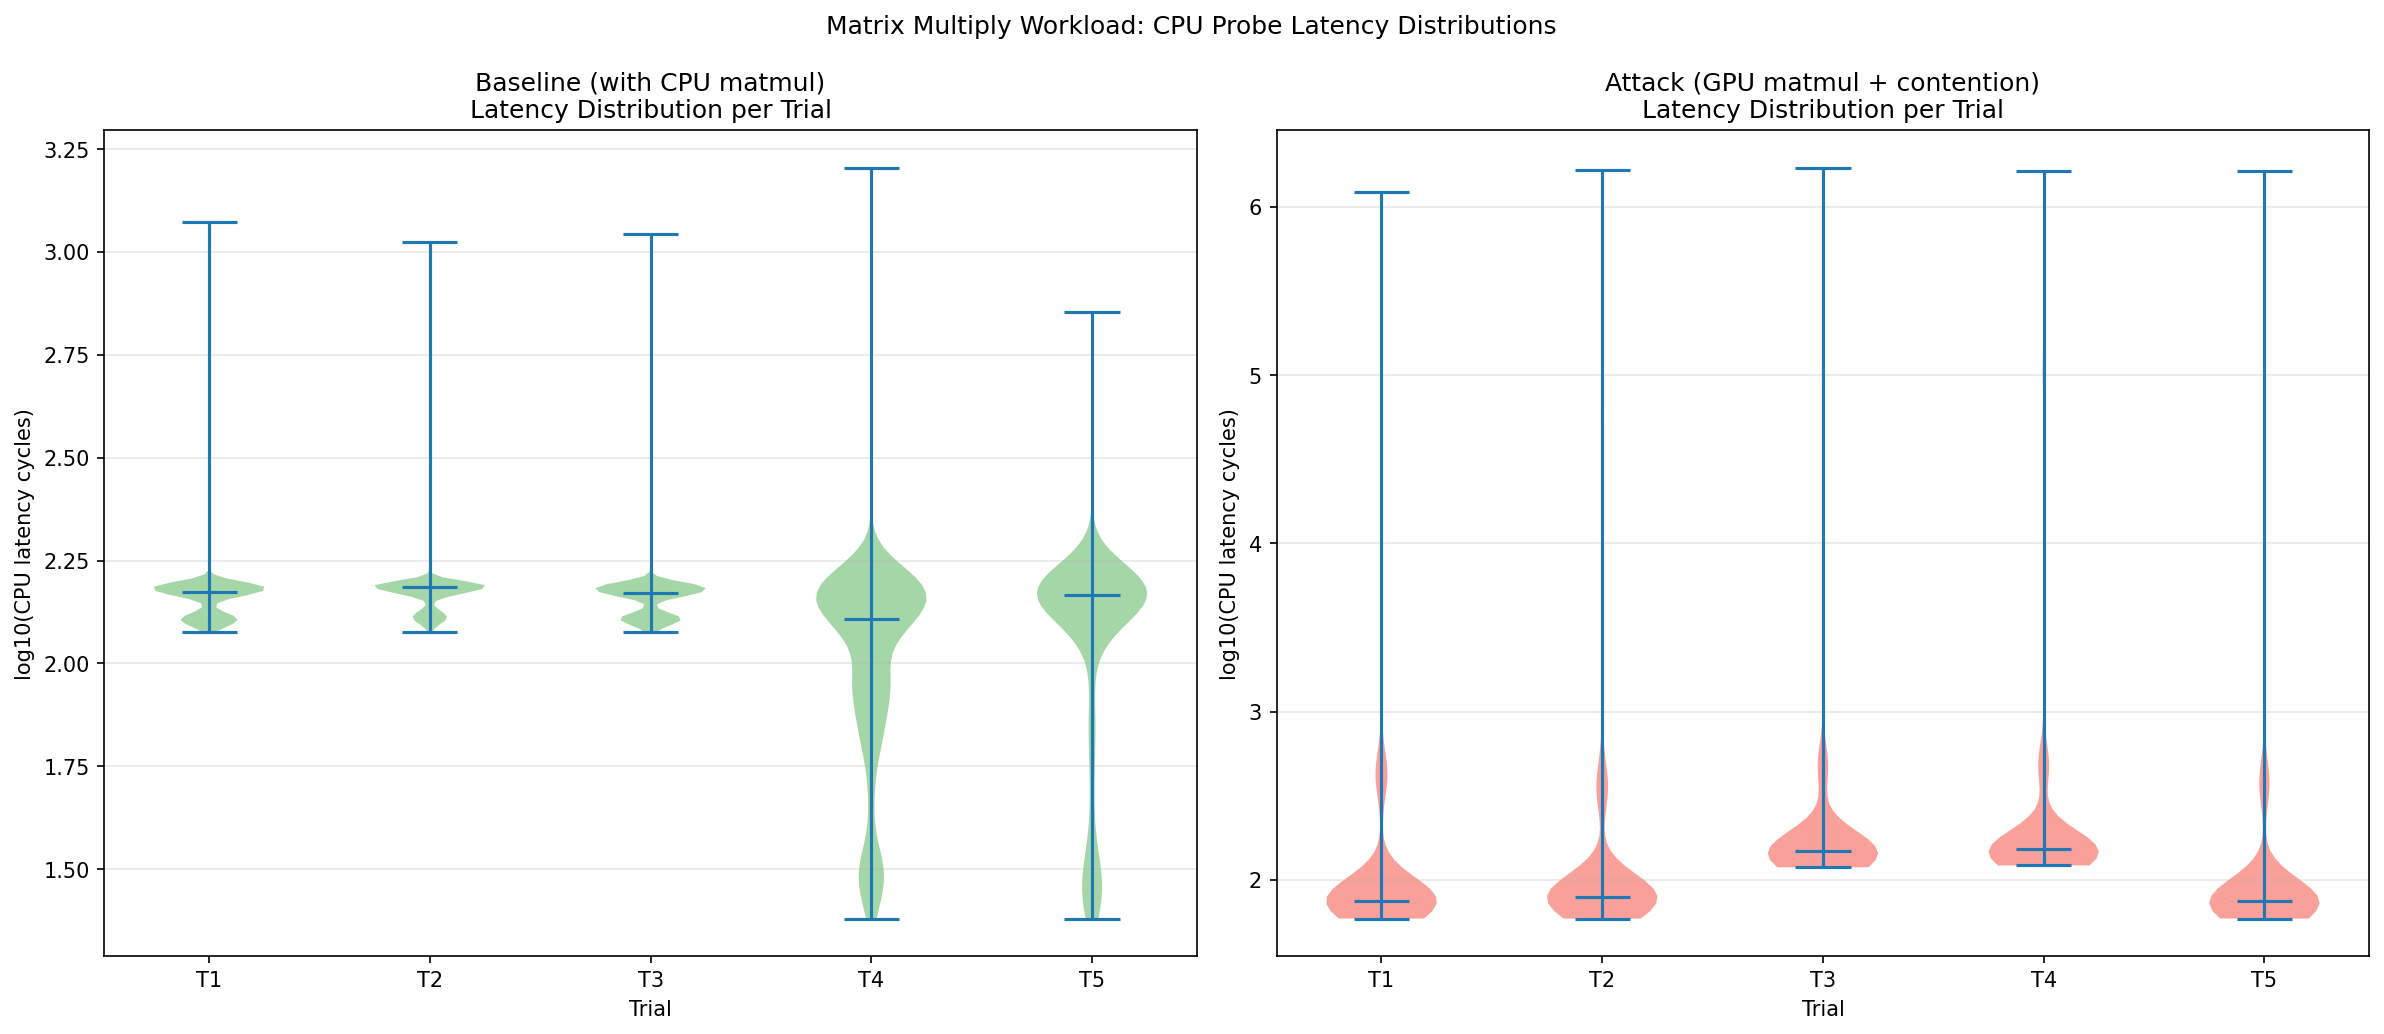 Matrix Multiply Workload: CPU Probe Latency Distributions
Baseline (with CPU matmul)
Latency Distribution per Trial
log10(CPU latency cycles)
3.25
3.00
2.75
2.50
2.25
2.00
1.75
1.50
T1
T2
T3
T4
T5
Trial
Attack (GPU matmul + contention)
Latency Distribution per Trial
log10(CPU latency cycles)
6
5
4
3
2
T1
T2
T3
T4
T5
Trial